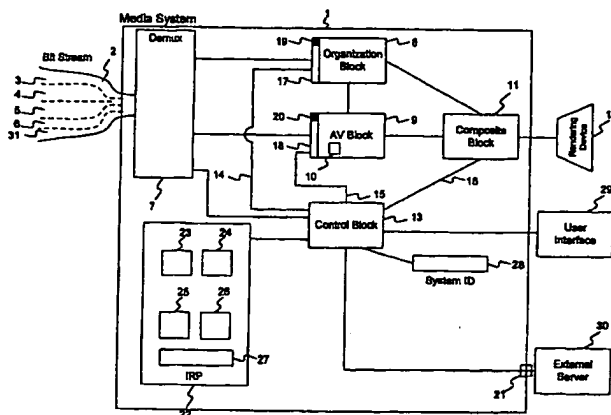 Media System
1
2
Demux
19
Organization
Block
8
Bit Stream
3
4
5
6
31
17
11
20
AV Block
9
Composite
Block
Rendering
Device
18
10
14
15
16
29
7
Control
Block
13
User
Interface
23
24
28
System ID
25
26
30
27
External
Server
IRP
21
22